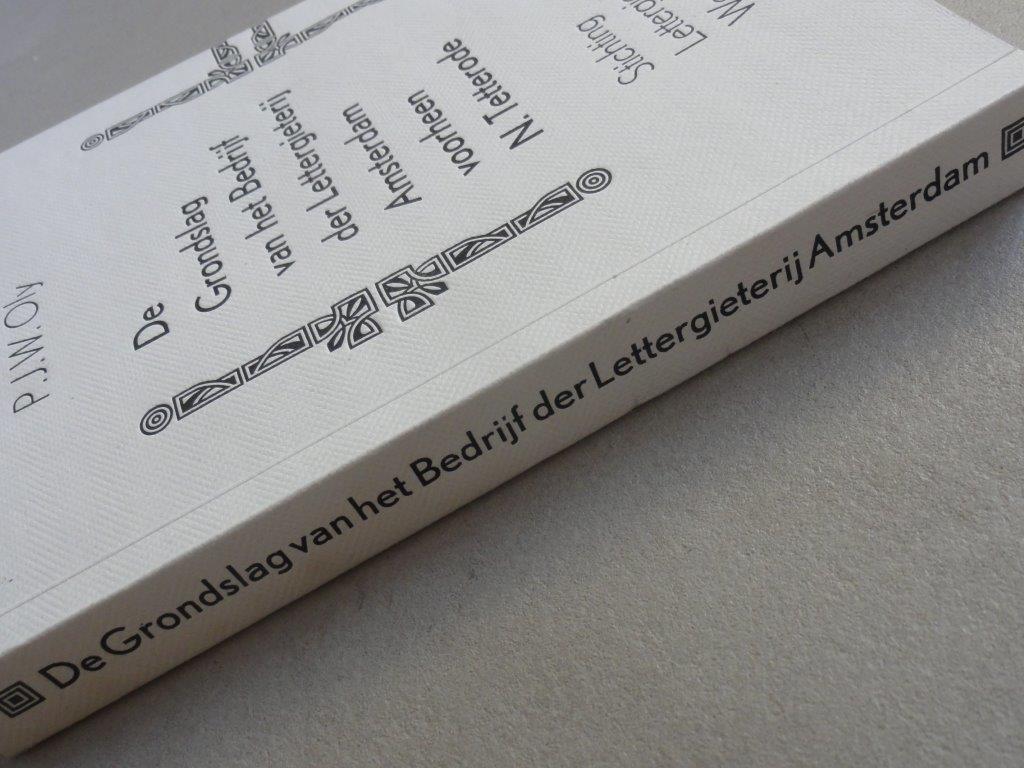 P.J.W. Oly
De
Grondslag
van het Bedrijf
der Lettergieterij
Amsterdam
voorheen
N. Tetterode
Stichting
De Grondslag van het Bedrijf der Lettergieterij Amsterdam